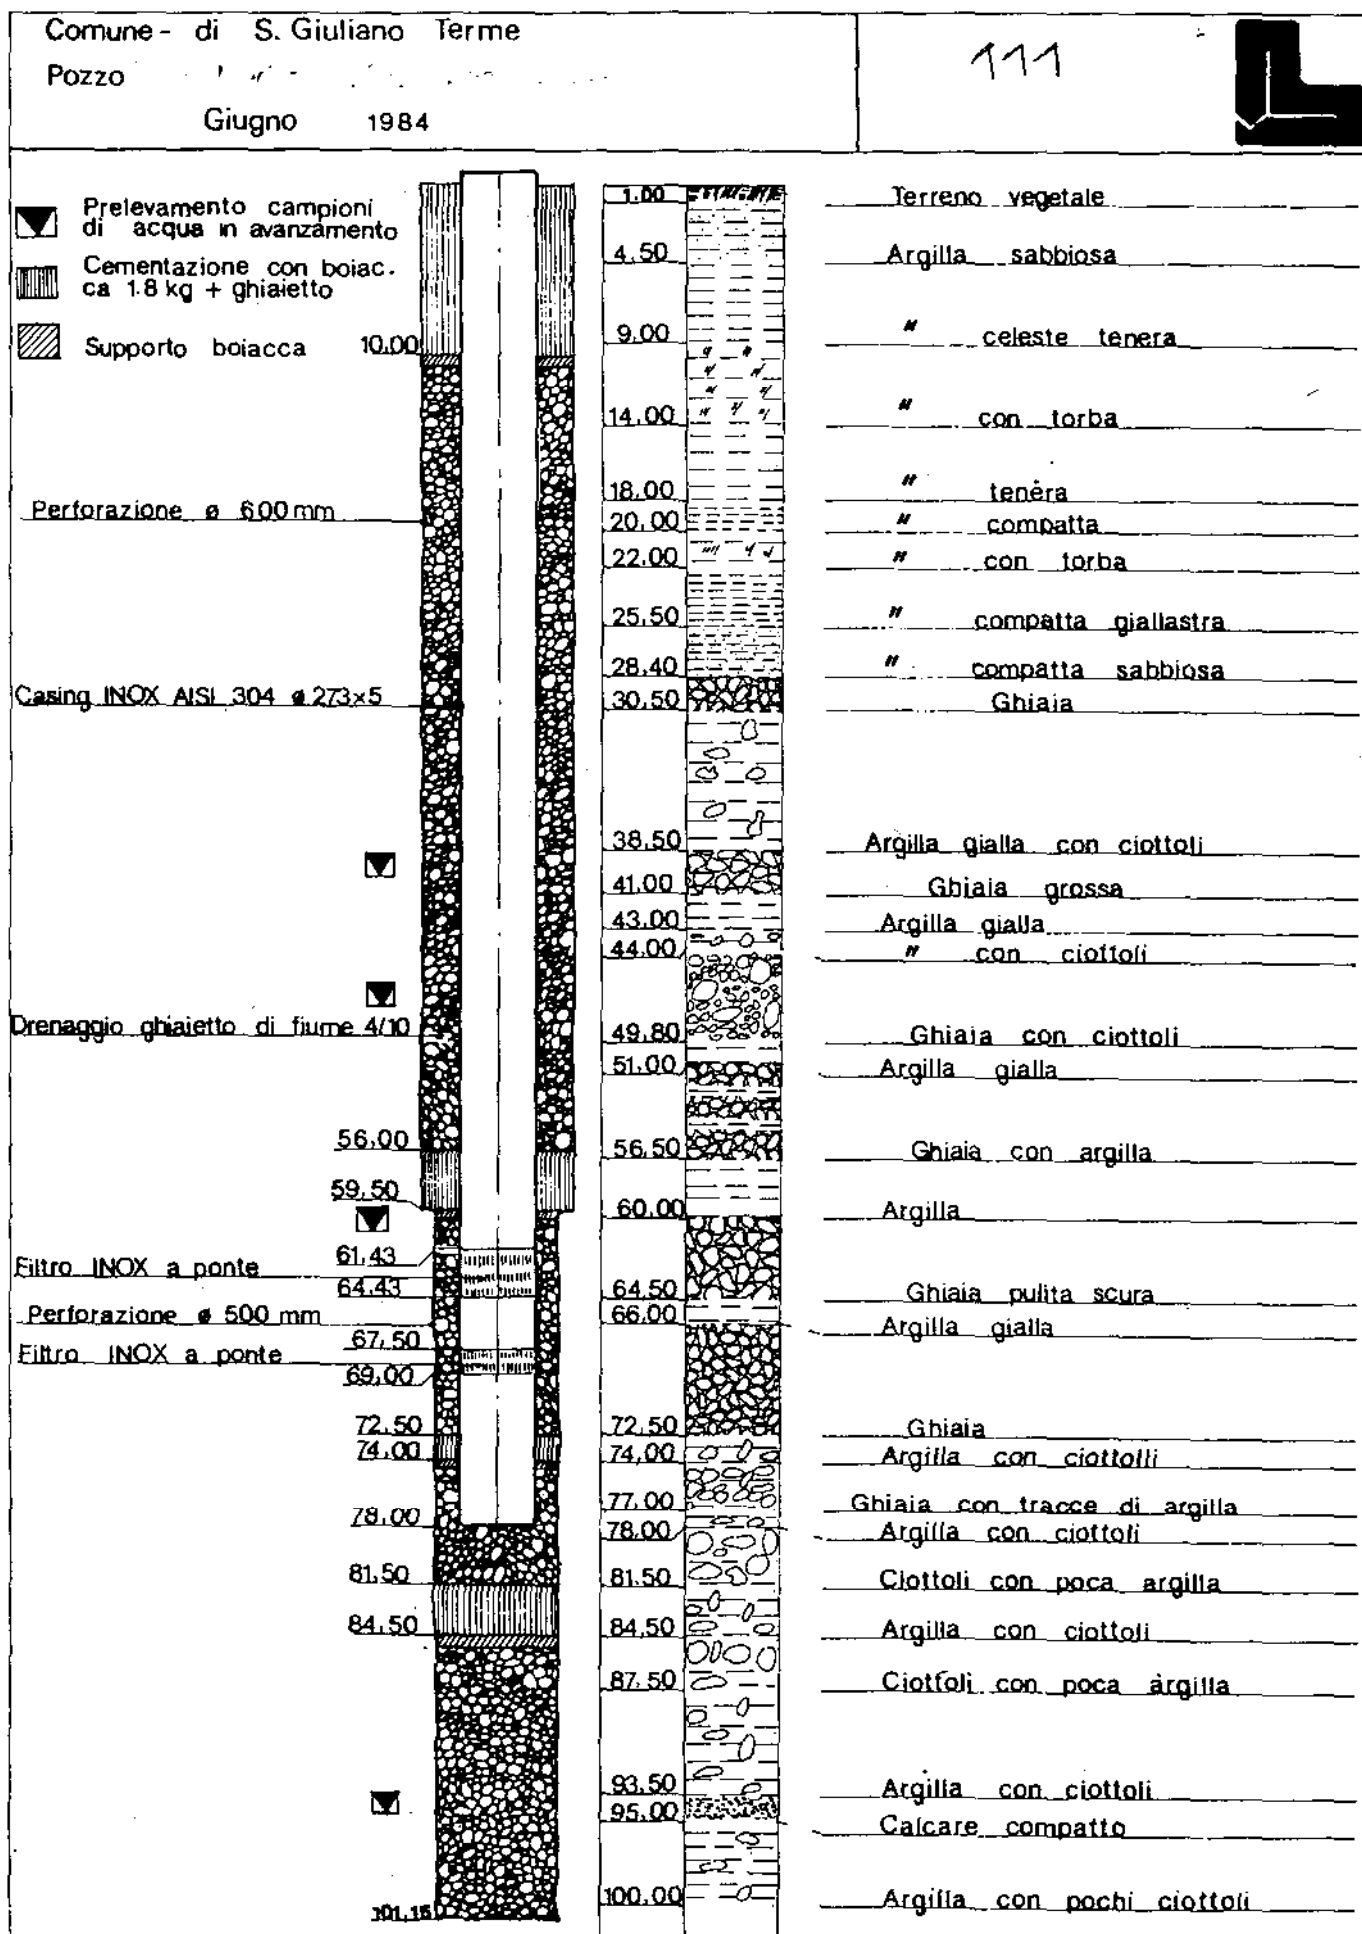 Comune - di S. Giuliano Terme
Pozzo
Giugno 1984
111
Prelevamento campioni
di acqua in avanzamento
Cementazione con boiac.
ca 1.8 kg + ghiaietto
Supporto boiacca
10.00
Perforazione ø 600 mm
Casing INOX AISI 304 ø 273×5
Drenaggio ghiaietto di fiume 4/10
56.00
59.50
61.43
Filtro INOX a ponte
64.43
Perforazione ø 500 mm
67.50
Filtro INOX a ponte
69.00
72.50
74.00
78.00
81.50
84.50
101.15
1.00 Terreno vegetale
4.50 Argilla sabbiosa
9.00 " celeste tenera
14.00 " con torba
18.00 " tenera
20.00 " compatta
22.00 " con torba
25.50 " compatta giallastra
28.40 " compatta sabbiosa
30.50 Ghiaia
38.50 Argilla gialla con ciottoli
41.00 Ghiaia grossa
43.00 Argilla gialla
44.00 " con ciottoli
49.80 Ghiaia con ciottoli
51.00 Argilla gialla
56.50 Ghiaia con argilla
60.00 Argilla
64.50 Ghiaia pulita scura
66.00 Argilla gialla
72.50 Ghiaia
74.00 Argilla con ciottolli
77.00 Ghiaia con tracce di argilla
78.00 Argilla con ciottoli
81.50 Ciottoli con poca argilla
84.50 Argilla con ciottoli
87.50 Ciottoli con poca argilla
93.50 Argilla con ciottoli
95.00 Calcare compatto
100.00 Argilla con pochi ciottoli